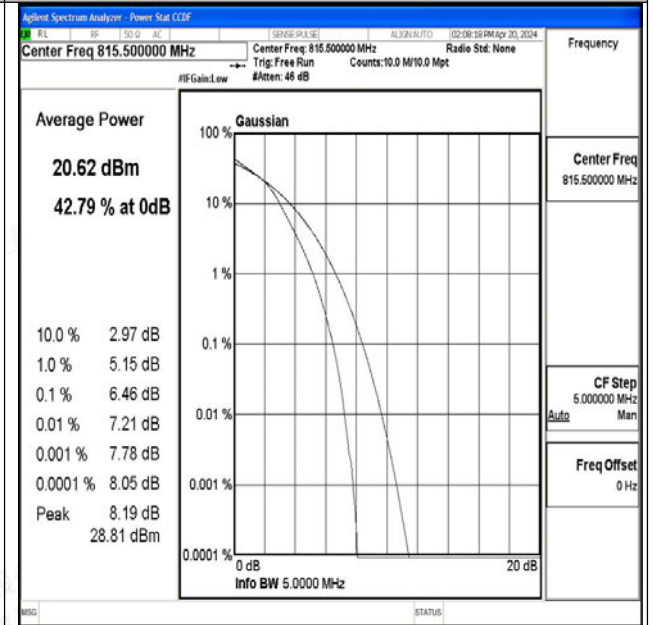 Agilent Spectrum Analyzer - Power Stat CCDF
RL RF 50 Ω AC SENSE:PULSE ALIGN AUTO 02:08:18 PM Apr 20, 2024
Center Freq 815.500000 MHz
Center Freq: 815.500000 MHz Radio Std: None
Trig: Free Run Counts:10.0 M/10.0 Mpt
#IFGain:Low #Atten: 46 dB
Frequency
Average Power
20.62 dBm
42.79 % at 0dB
10.0 % 2.97 dB
1.0 % 5.15 dB
0.1 % 6.46 dB
0.01 % 7.21 dB
0.001 % 7.78 dB
0.0001 % 8.05 dB
Peak 8.19 dB
28.81 dBm
Gaussian
100 %
10 %
1 %
0.1 %
0.01 %
0.001 %
0.0001 %
0 dB 20 dB
Info BW 5.0000 MHz
Center Freq
815.500000 MHz
CF Step
5.000000 MHz
Auto Man
Freq Offset
0 Hz
MSG STATUS